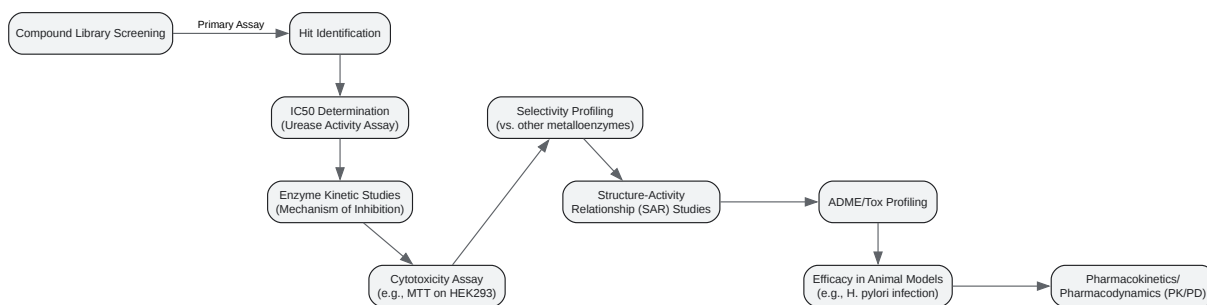 Compound Library Screening
Primary Assay
Hit Identification
IC50 Determination
(Urease Activity Assay)
Enzyme Kinetic Studies
(Mechanism of Inhibition)
Cytotoxicity Assay
(e.g., MTT on HEK293)
Selectivity Profiling
(vs. other metalloenzymes)
Structure-Activity
Relationship (SAR) Studies
ADME/Tox Profiling
Efficacy in Animal Models
(e.g., H. pylori infection)
Pharmacokinetics/
Pharmacodynamics (PK/PD)